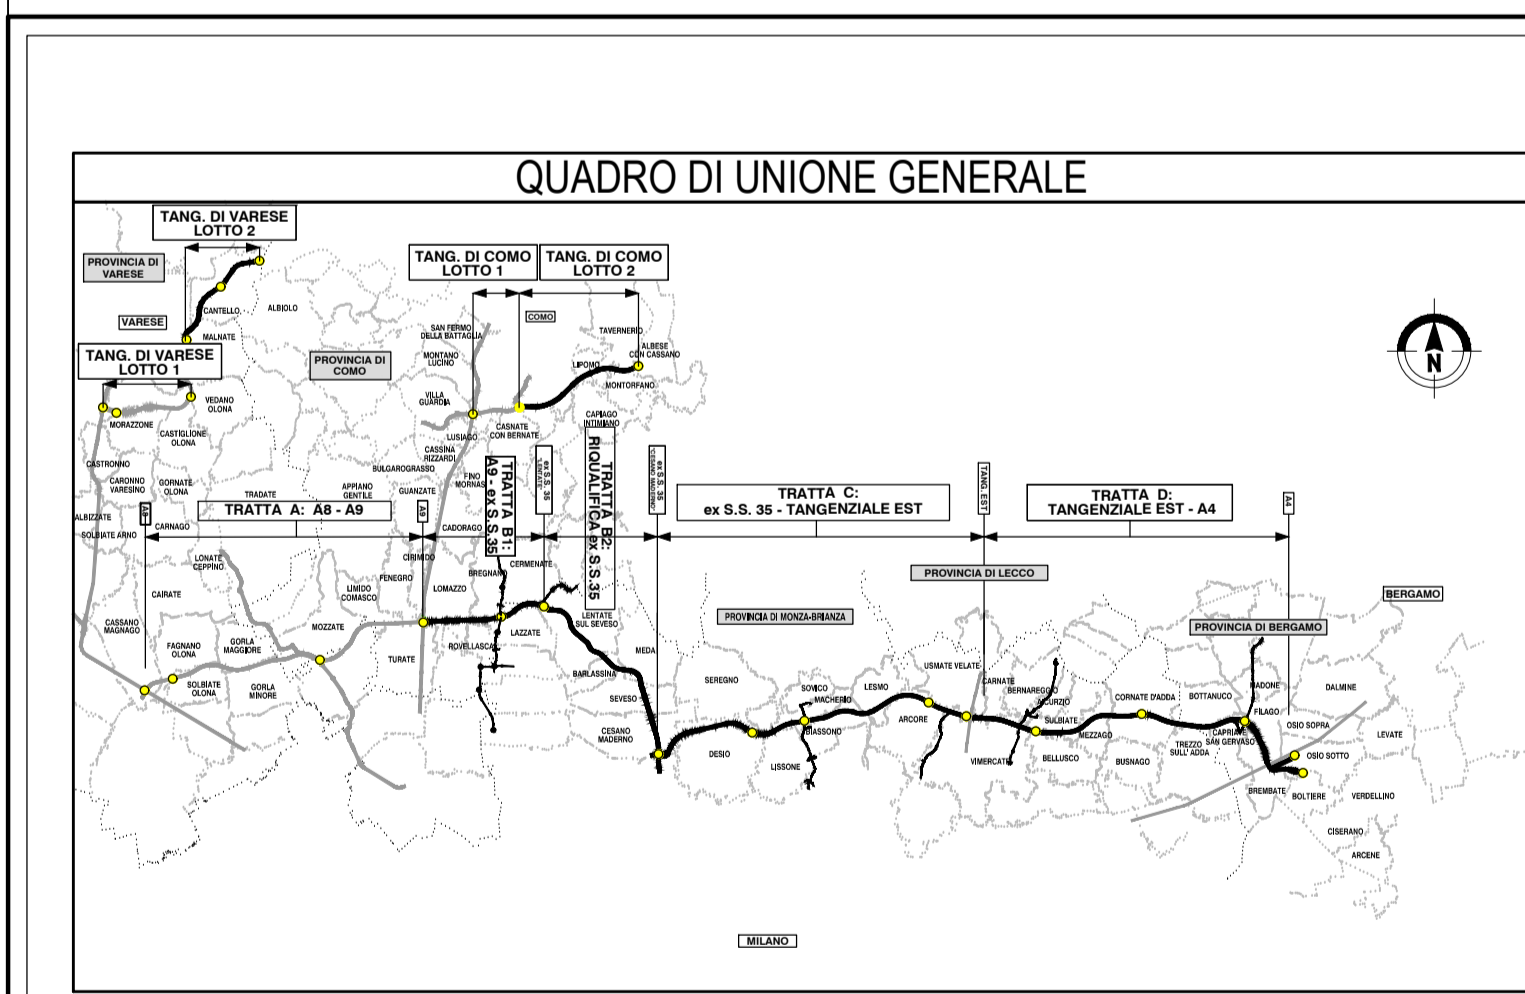 QUADRO DI UNIONE GENERALE
TANG. DI VARESE
LOTTO 2
PROVINCIA DI
VARESE
TANG. DI COMO
LOTTO 1
TANG. DI COMO
LOTTO 2
CANTELLO
ALBIOLO
VARESE
MALNATE
COMO
SAN FERMO
DELLA BATTAGLIA
TAVERNERIO
TANG. DI VARESE
LOTTO 1
PROVINCIA DI
COMO
MONTANO
LUCINO
ALBESE
CON CASSANO
LIPOMO
MONTORFANO
N
VEDANO
OLONA
VILLA
GUARDIA
MORAZZONE
CASTIGLIONE
OLONA
CAPIAGO
INTIMIANO
CASNATE
CON BERNATE
LUSIAGO
CASSINA
RIZZARDI
CASTRONNO
BULGAROGRASSO
CARONNO
VARESINO
GORNATE
OLONA
FINO
MORNAS
TRADATE
APPIANO
GENTILE
GUANZATE
TRATTA B1:
A9 - ex S.S.35
ex S.S. 35
"LENTATE"
TRATTA B2:
RIQUALIFICA ex S.S.35
ex S.S. 35
"CESANO MADERNO"
TANG. EST
A4
A8
TRATTA A: A8 - A9
A9
TRATTA C:
ex S.S. 35 - TANGENZIALE EST
TRATTA D:
TANGENZIALE EST - A4
ALBIZZATE
CARNAGO
SOLBIATE ARNO
CADORAGO
CIRIMIDO
LONATE
CEPPINO
FENEGRO
BREGNANO
CERMENATE
PROVINCIA DI LECCO
CAIRATE
LIMIDO
COMASCO
LOMAZZO
BERGAMO
LENTATE
SUL SEVESO
PROVINCIA DI MONZA-BRIANZA
PROVINCIA DI BERGAMO
CASSANO
MAGNAGO
MOZZATE
LAZZATE
FAGNANO
OLONA
GORLA
MAGGIORE
ROVELLASCA
MEDA
TURATE
SOLBIATE
OLONA
GORLA
MINORE
BARLASSINA
SEVESO
SEREGNO
SOVICO
MACHERIO
LESMO
USMATE VELATE
CARNATE
BERNAREGGIO
AICURZIO
CORNATE D'ADDA
BOTTANUCO
MADONE
DALMINE
FILAGO
CESANO
MADERNO
DESIO
BIASSONO
ARCORE
SULBIATE
MEZZAGO
CAPRIATE
SAN GERVASO
OSIO SOPRA
LEVATE
LISSONE
VIMERCATE
BELLUSCO
BUSNAGO
TREZZO
SULL' ADDA
OSIO SOTTO
BREMBATE
BOLTIERE
VERDELLINO
CISERANO
ARCENE
MILANO